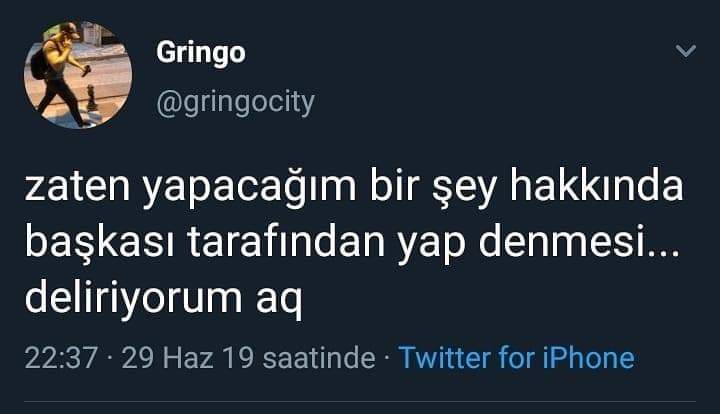 Gringo
@gringocity
zaten yapacağım bir şey hakkında
başkası tarafından yap denmesi...
deliriyorum aq
22:37 · 29 Haz 19 saatinde · Twitter for iPhone